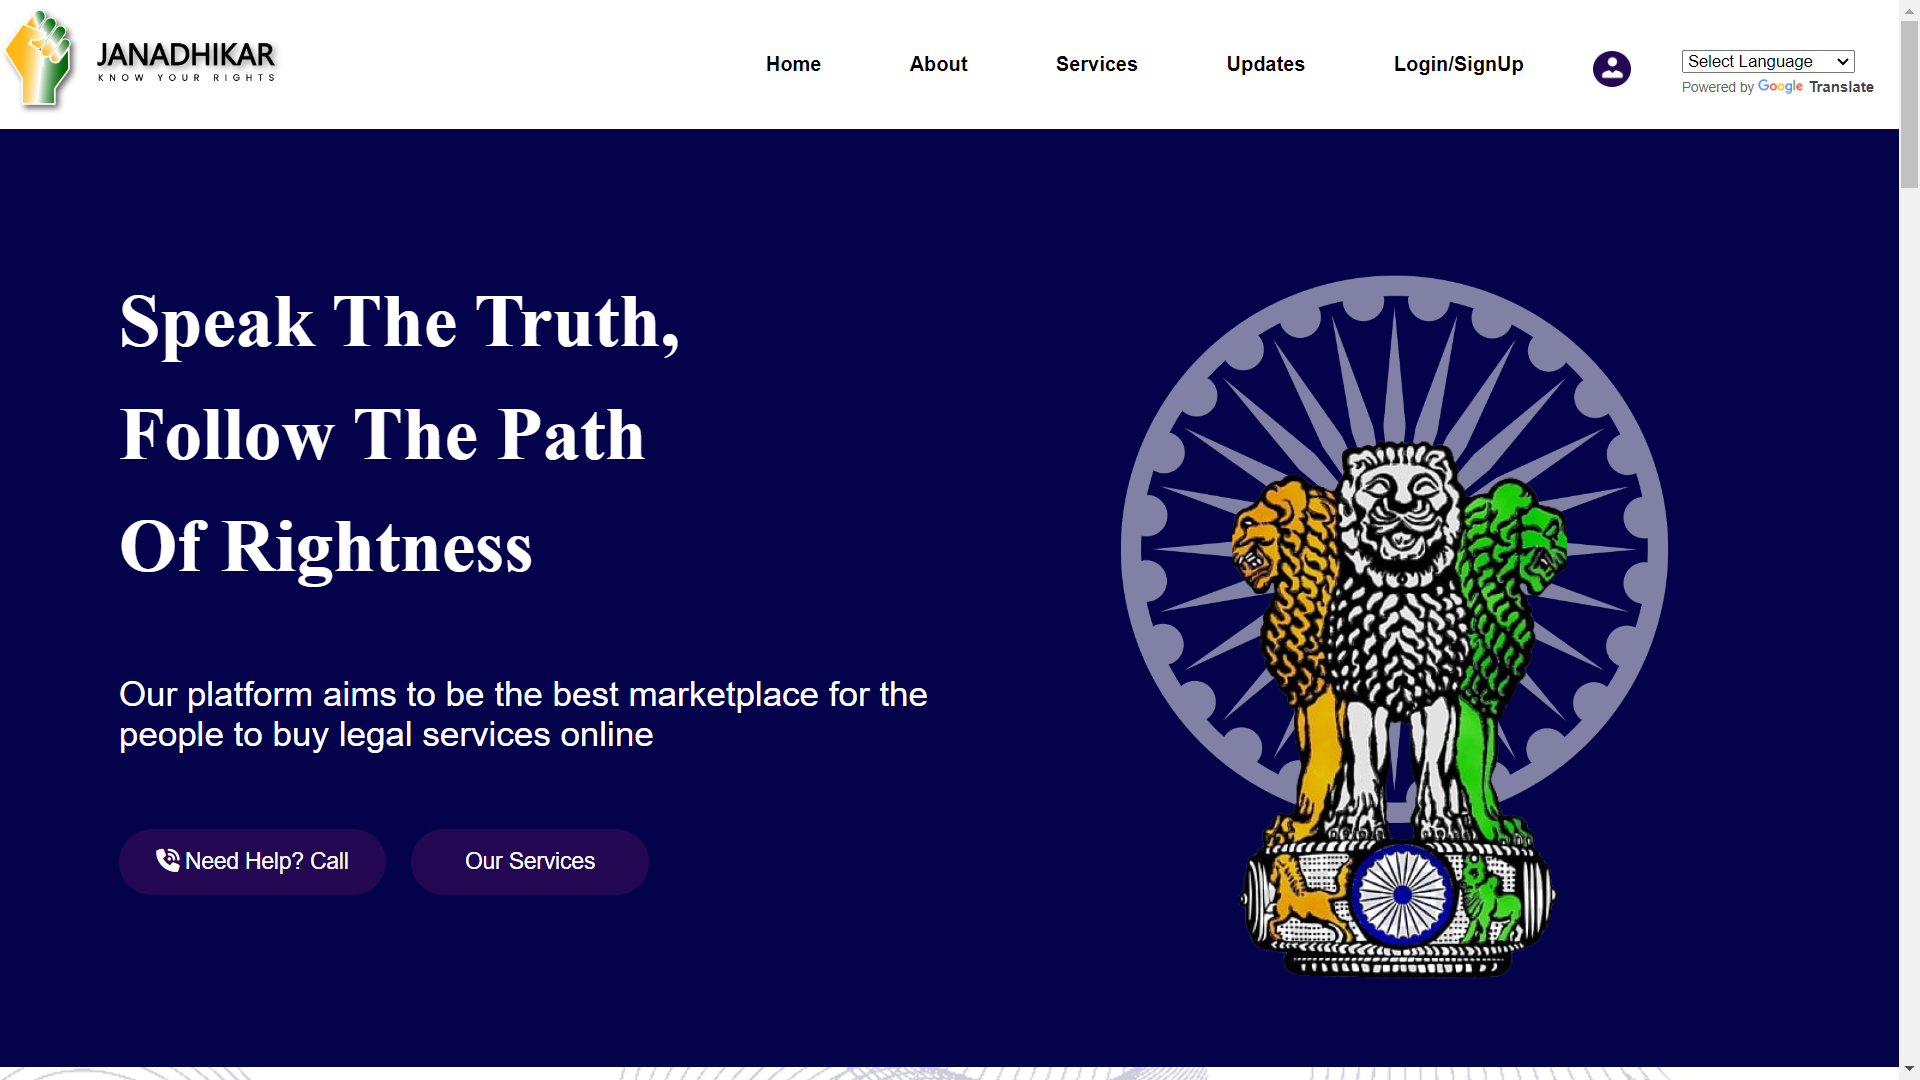 JANADHIKAR
KNOW YOUR RIGHTS
Home
About
Services
Updates
Login/SignUp
Select Language
Powered by Google Translate
Speak The Truth,
Follow The Path
Of Rightness
Our platform aims to be the best marketplace for the
people to buy legal services online
Need Help? Call
Our Services